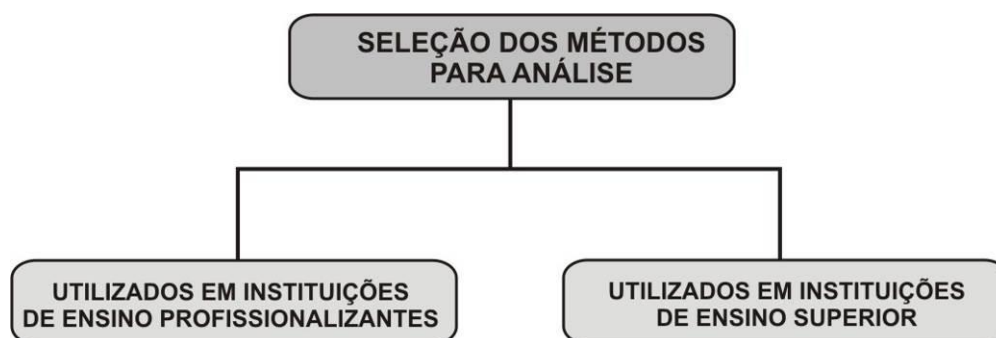 SELEÇÃO DOS MÉTODOS
PARA ANÁLISE
UTILIZADOS EM INSTITUIÇÕES
DE ENSINO PROFISSIONALIZANTES
UTILIZADOS EM INSTITUIÇÕES
DE ENSINO SUPERIOR